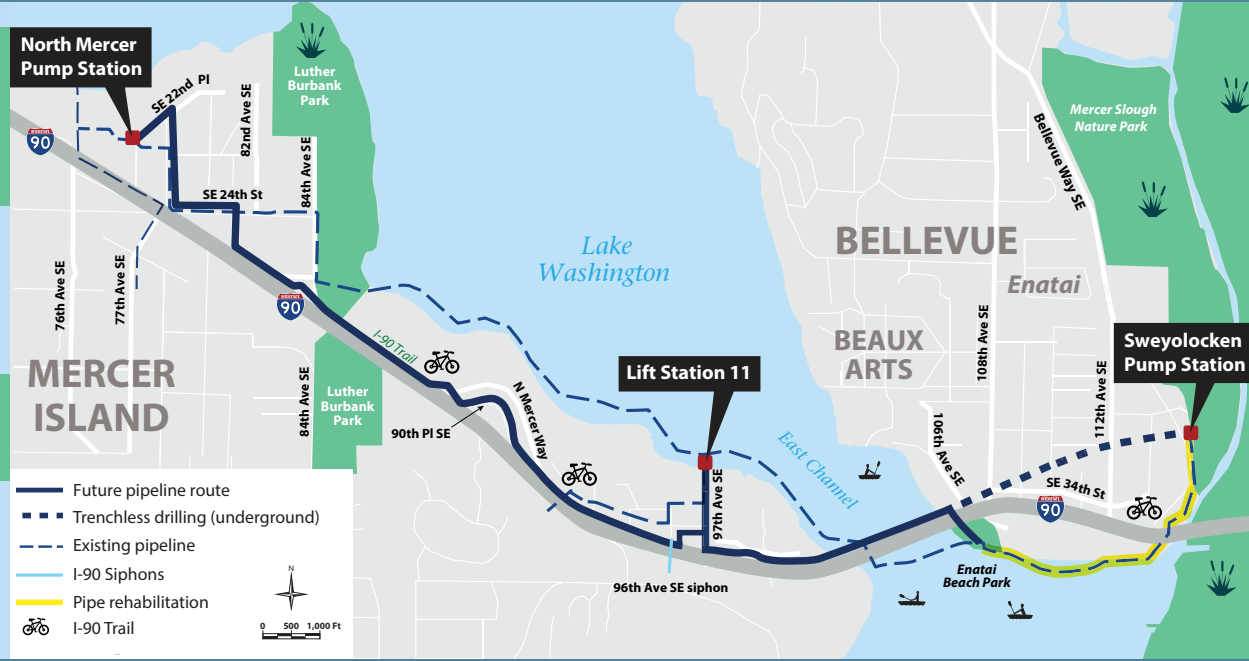 North Mercer
Pump Station
SE 22nd Pl
82nd Ave SE
Luther
Burbank
Park
INTERSTATE
90
84th Ave SE
SE 24th St
76th Ave SE
77th Ave SE
INTERSTATE
90
MERCER
ISLAND
84th Ave SE
Luther
Burbank
Park
I-90 Trail
90th Pl SE
N Mercer Way
Lake
Washington
Lift Station 11
97th Ave SE
96th Ave SE siphon
East Channel
Mercer Slough
Nature Park
Bellevue Way SE
BELLEVUE
Enatai
BEAUX
ARTS
108th Ave SE
106th Ave SE
112th Ave SE
Sweyolocken
Pump Station
SE 34th St
INTERSTATE
90
Enatai
Beach Park
Future pipeline route
Trenchless drilling (underground)
Existing pipeline
I-90 Siphons
Pipe rehabilitation
I-90 Trail
N
0 500 1,000 Ft